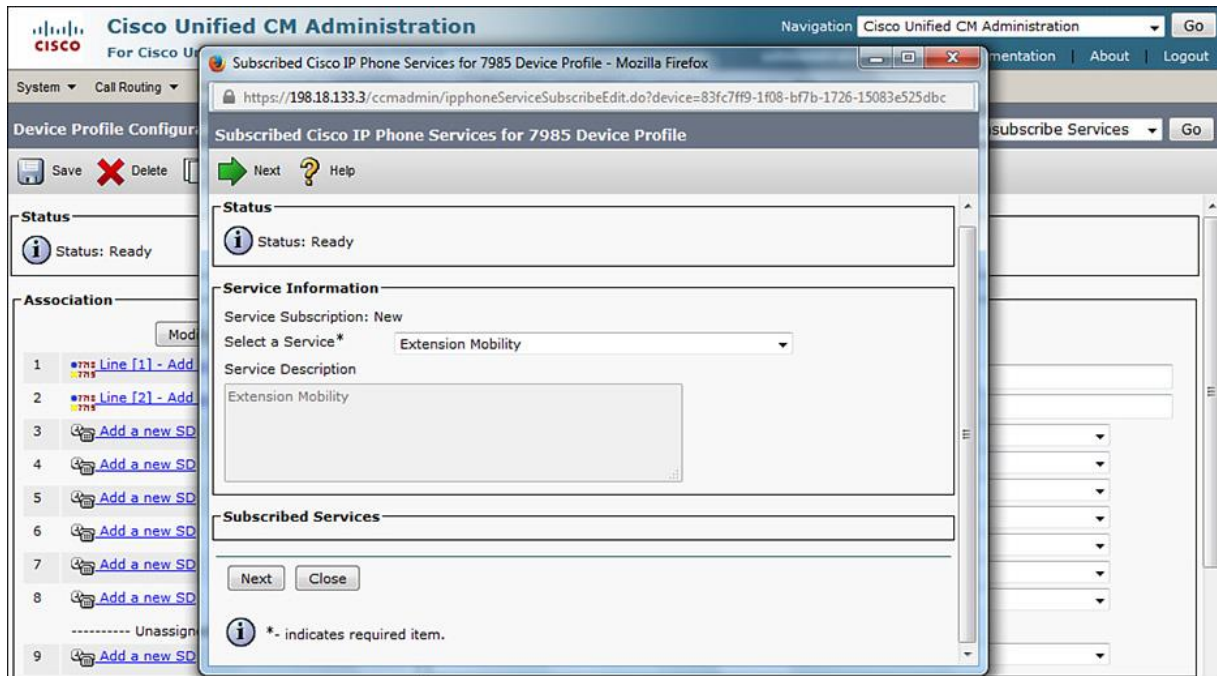 Cisco Unified CM Administration
Navigation Cisco Unified CM Administration Go
CISCO
For Cisco
mentation | About | Logout
System Call Routing
Device Profile
subscribe Services Go
Save Delete
Status
Status: Ready
Association
1 Line [1] - Add
2 Line [2] - Add
3 Add a new SD
4 Add a new SD
5 Add a new SD
6 Add a new SD
7 Add a new SD
8 Add a new SD
---------- Unassign
9 Add a new SD
Subscribed Cisco IP Phone Services for 7985 Device Profile - Mozilla Firefox
https://198.18.133.3/ccmadmin/ipphoneServiceSubscribeEdit.do?device=83fc7ff9-1f08-bf7b-1726-15083e525dbc
Subscribed Cisco IP Phone Services for 7985 Device Profile
Next Help
Status
Status: Ready
Service Information
Service Subscription: New
Select a Service* Extension Mobility
Service Description
Extension Mobility
Subscribed Services
Next Close
*- indicates required item.